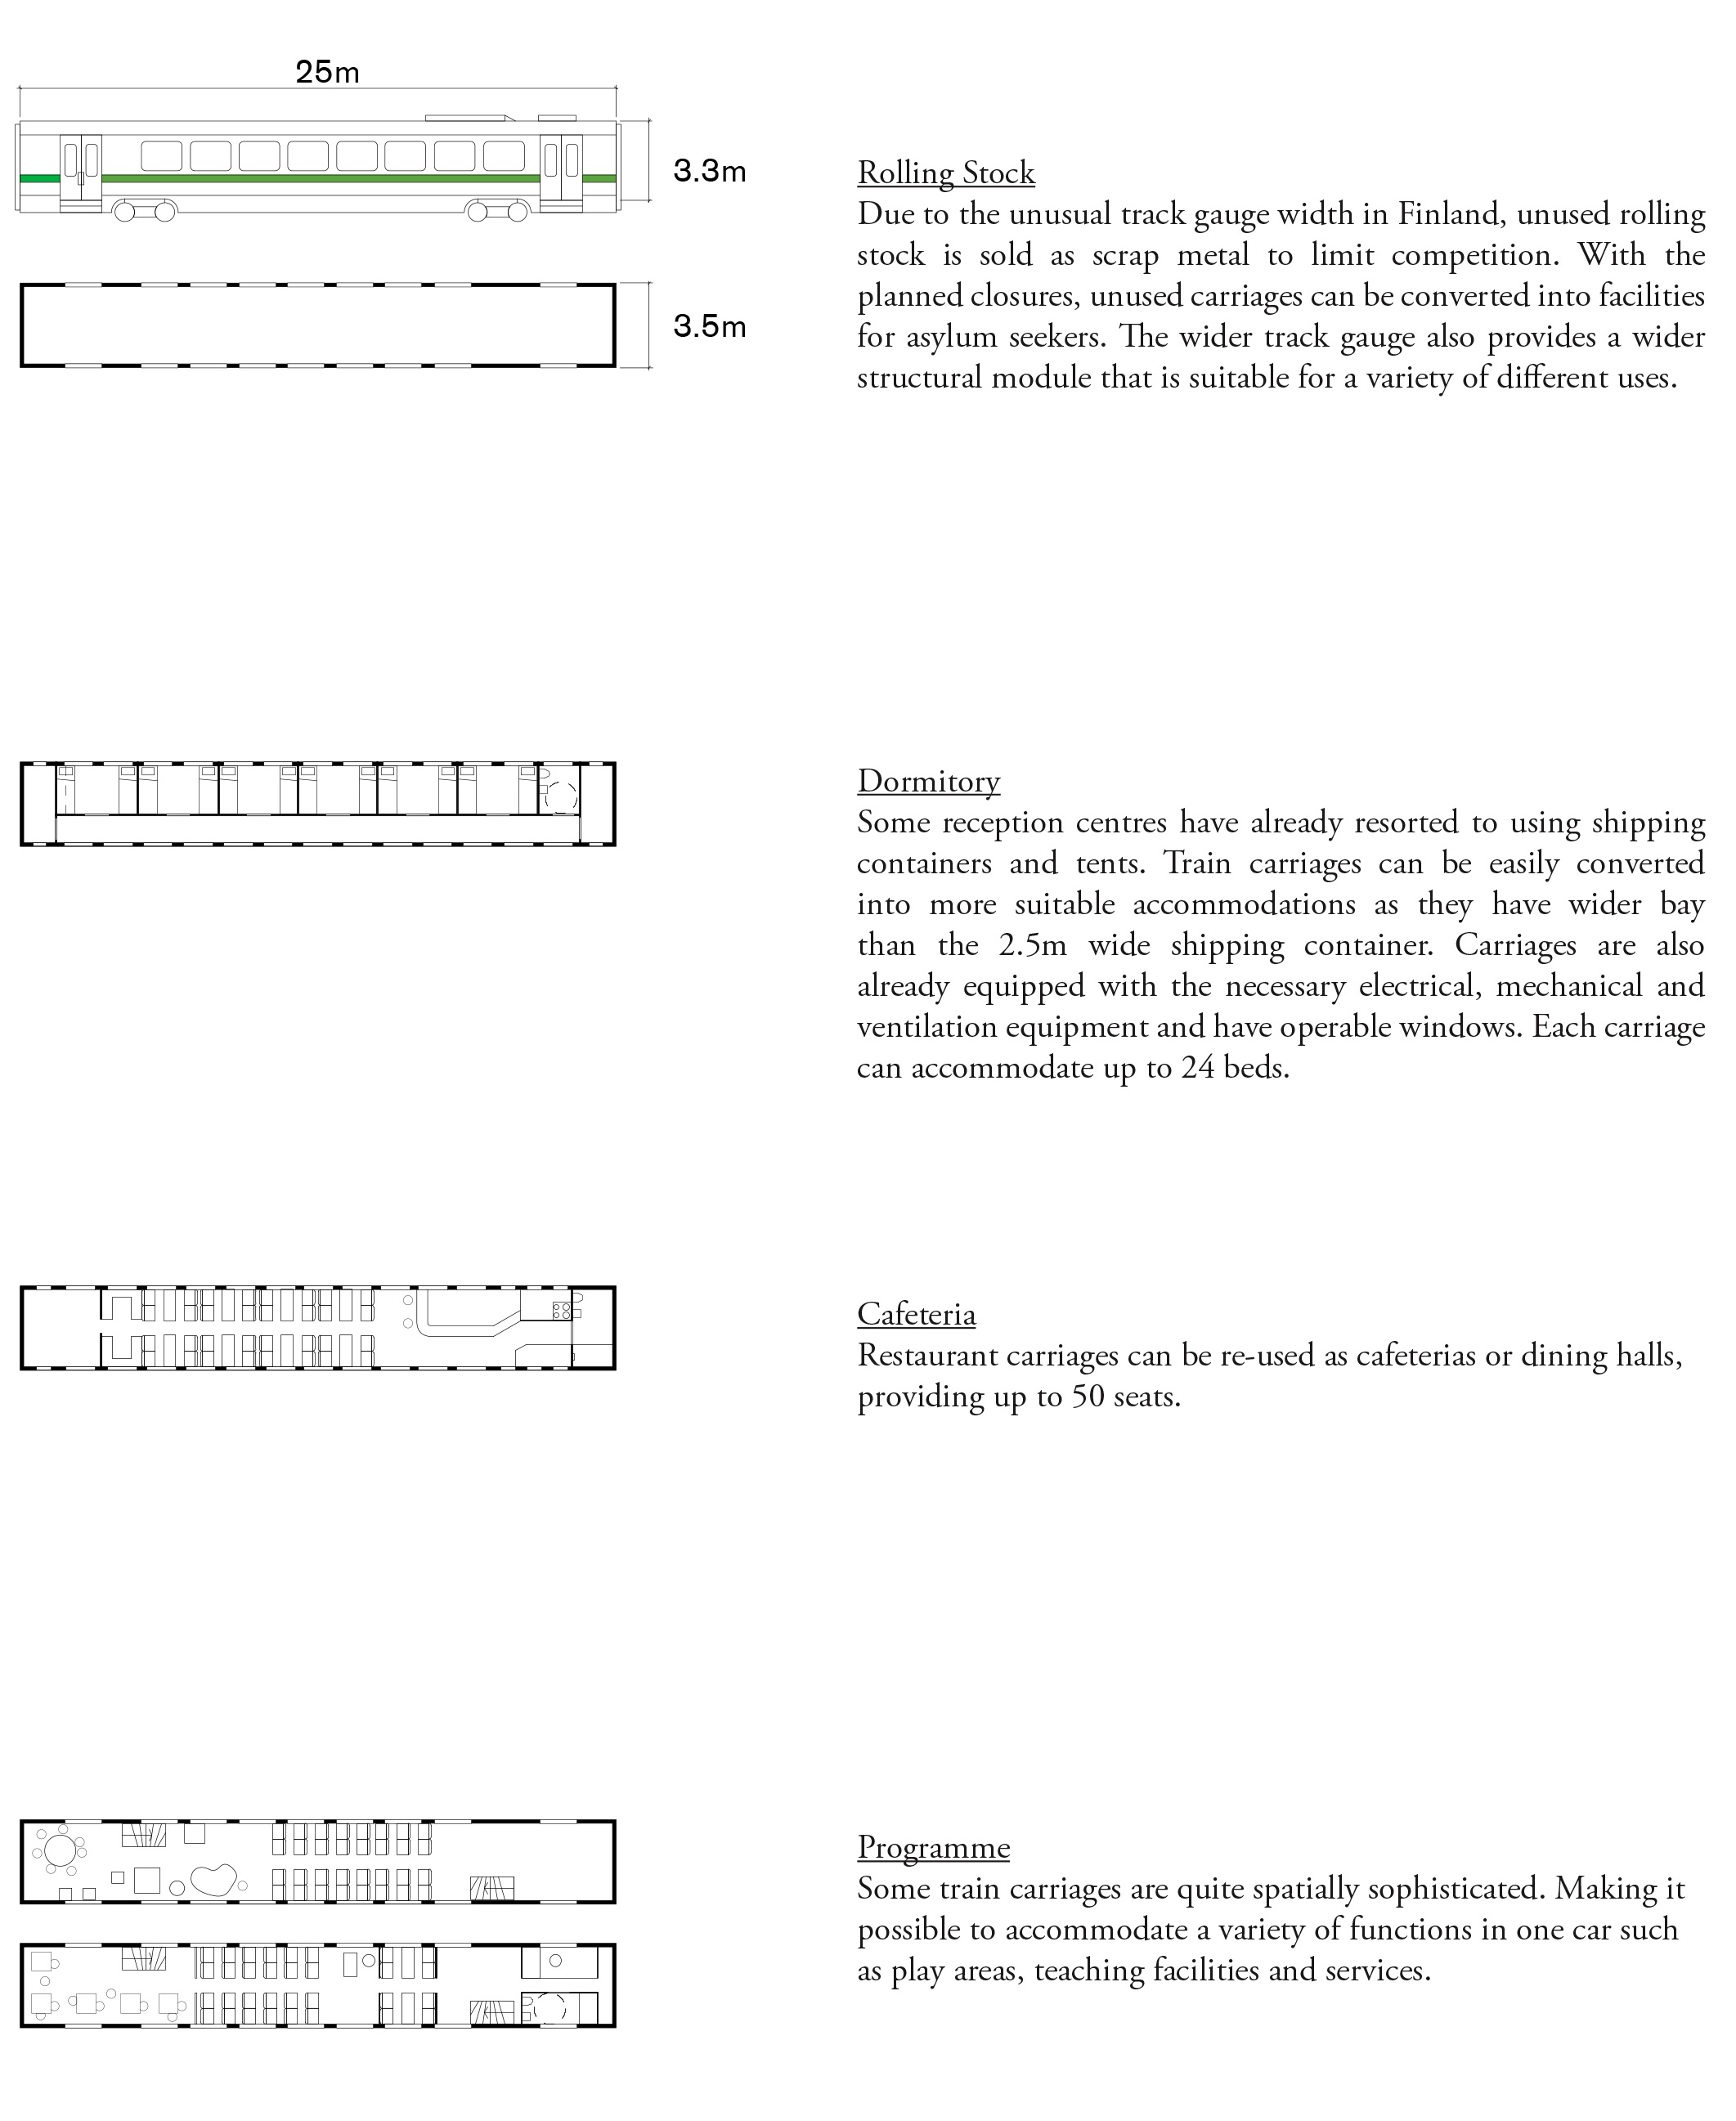 25m
3.3m
3.5m
Rolling Stock
Due to the unusual track gauge width in Finland, unused rolling
stock is sold as scrap metal to limit competition. With the
planned closures, unused carriages can be converted into facilities
for asylum seekers. The wider track gauge also provides a wider
structural module that is suitable for a variety of different uses.
Dormitory
Some reception centres have already resorted to using shipping
containers and tents. Train carriages can be easily converted
into more suitable accommodations as they have wider bay
than the 2.5m wide shipping container. Carriages are also
already equipped with the necessary electrical, mechanical and
ventilation equipment and have operable windows. Each carriage
can accommodate up to 24 beds.
Cafeteria
Restaurant carriages can be re-used as cafeterias or dining halls,
providing up to 50 seats.
Programme
Some train carriages are quite spatially sophisticated. Making it
possible to accommodate a variety of functions in one car such
as play areas, teaching facilities and services.